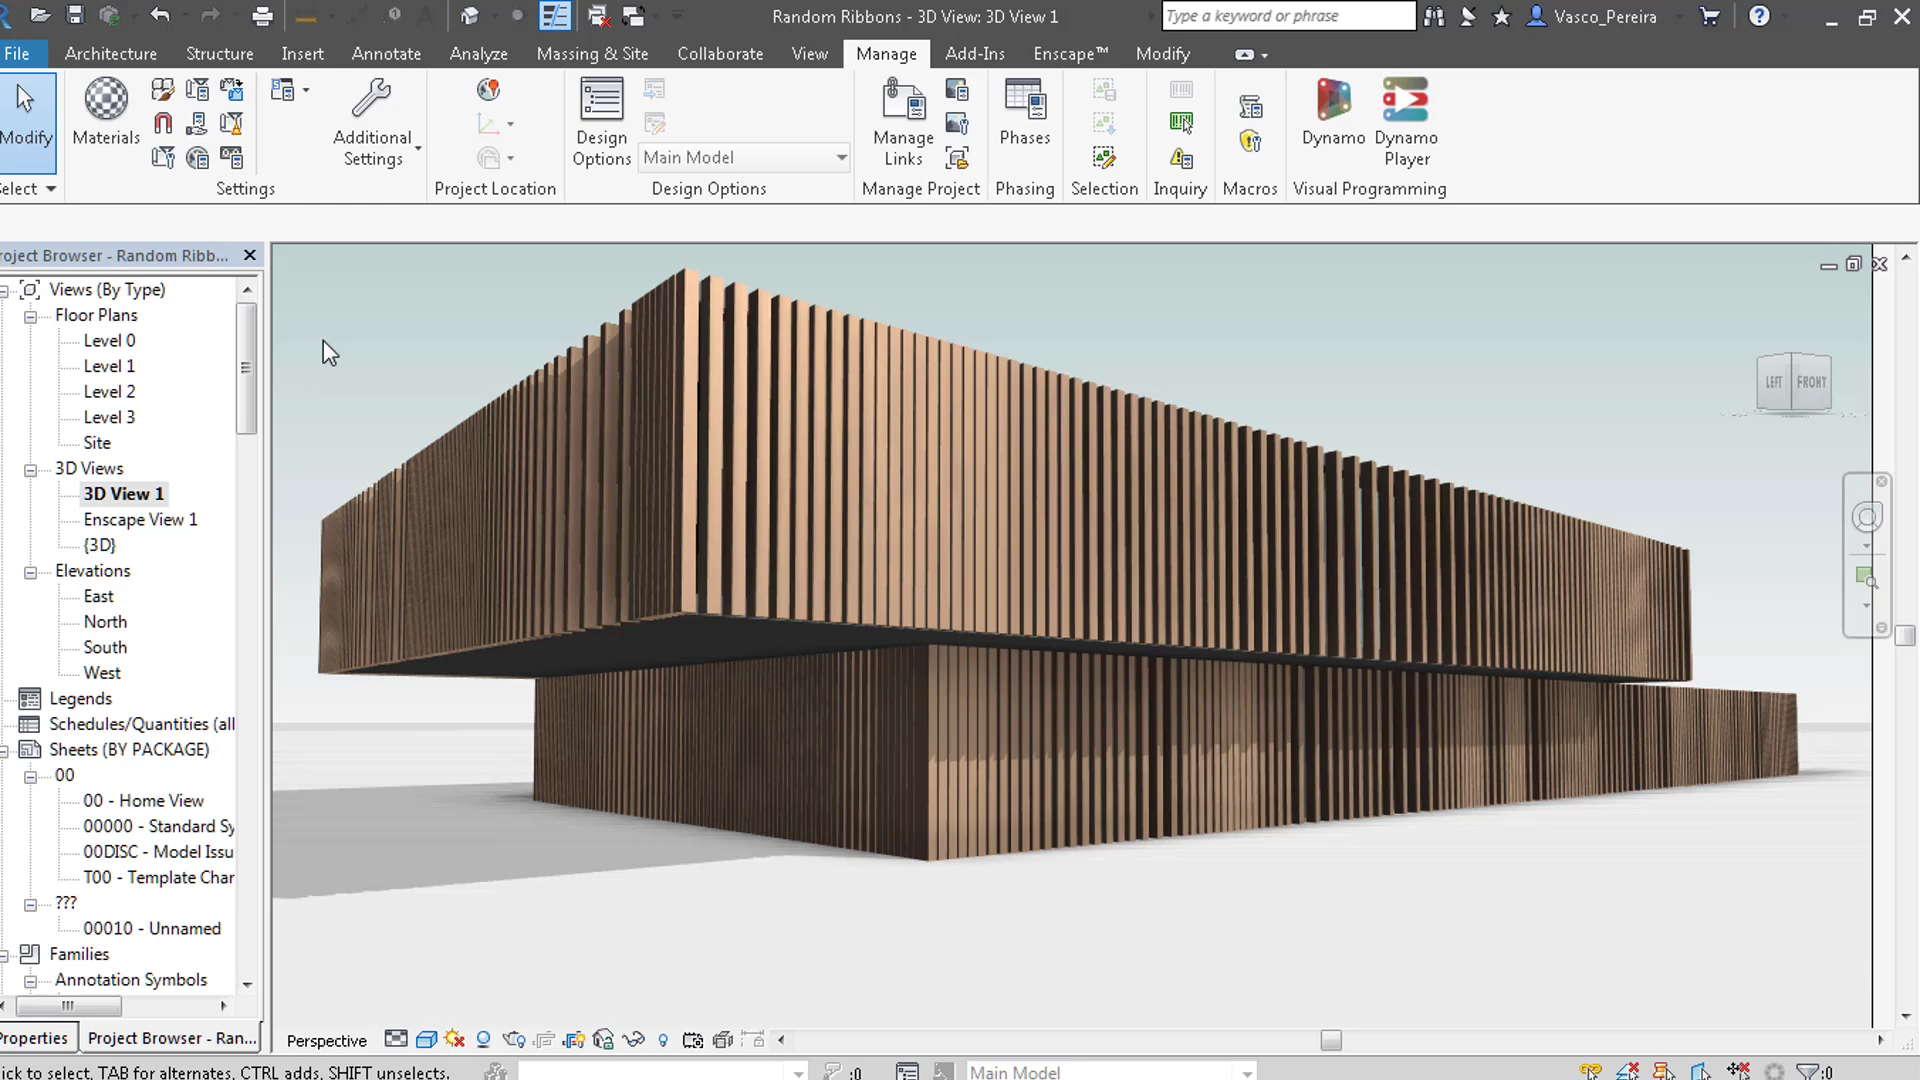 Random Ribbons - 3D View: 3D View 1
Type a keyword or phrase
Vasco_Pereira
File Architecture Structure Insert Annotate Analyze Massing & Site Collaborate View Manage Add-Ins Enscape™ Modify
Modify
Materials
Additional Settings
Design Options
Main Model
Manage Links
Phases
Dynamo
Dynamo Player
elect
Settings
Project Location
Design Options
Manage Project
Phasing
Selection
Inquiry
Macros
Visual Programming
roject Browser - Random Ribb...
Views (By Type)
Floor Plans
Level 0
Level 1
Level 2
Level 3
Site
3D Views
3D View 1
Enscape View 1
{3D}
Elevations
East
North
South
West
Legends
Schedules/Quantities (all
Sheets (BY PACKAGE)
00
00 - Home View
00000 - Standard Sy
00DISC - Model Issu
T00 - Template Char
???
00010 - Unnamed
Families
Annotation Symbols
LEFT
FRONT
Properties
Project Browser - Ran...
Perspective
ick to select, TAB for alternates, CTRL adds, SHIFT unselects.
:0
Main Model
:0